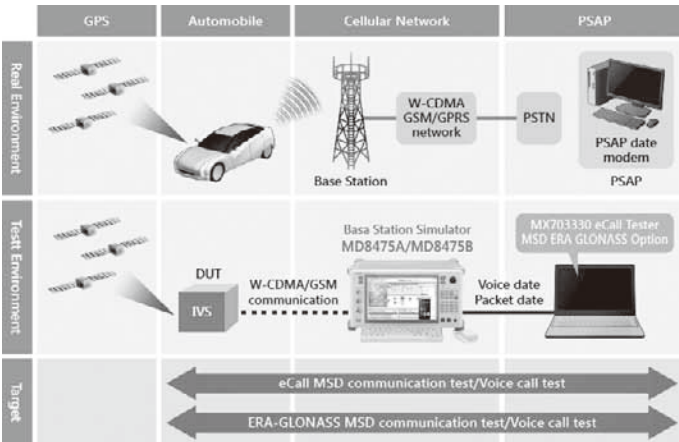 GPS
Automobile
Cellular Network
PSAP
Real Environment
W-CDMA
GSM/GPRS
network
PSTN
PSAP date
modem
Base Station
PSAP
Testt Environment
DUT
IVS
W-CDMA/GSM
communication
Basa Station Simulator
MD8475A/MD8475B
Voice date
Packet date
MX703330 eCall Tester
MSD ERA GLONASS Option
Target
eCall MSD communication test/Voice call test
ERA-GLONASS MSD communication test/Voice call test